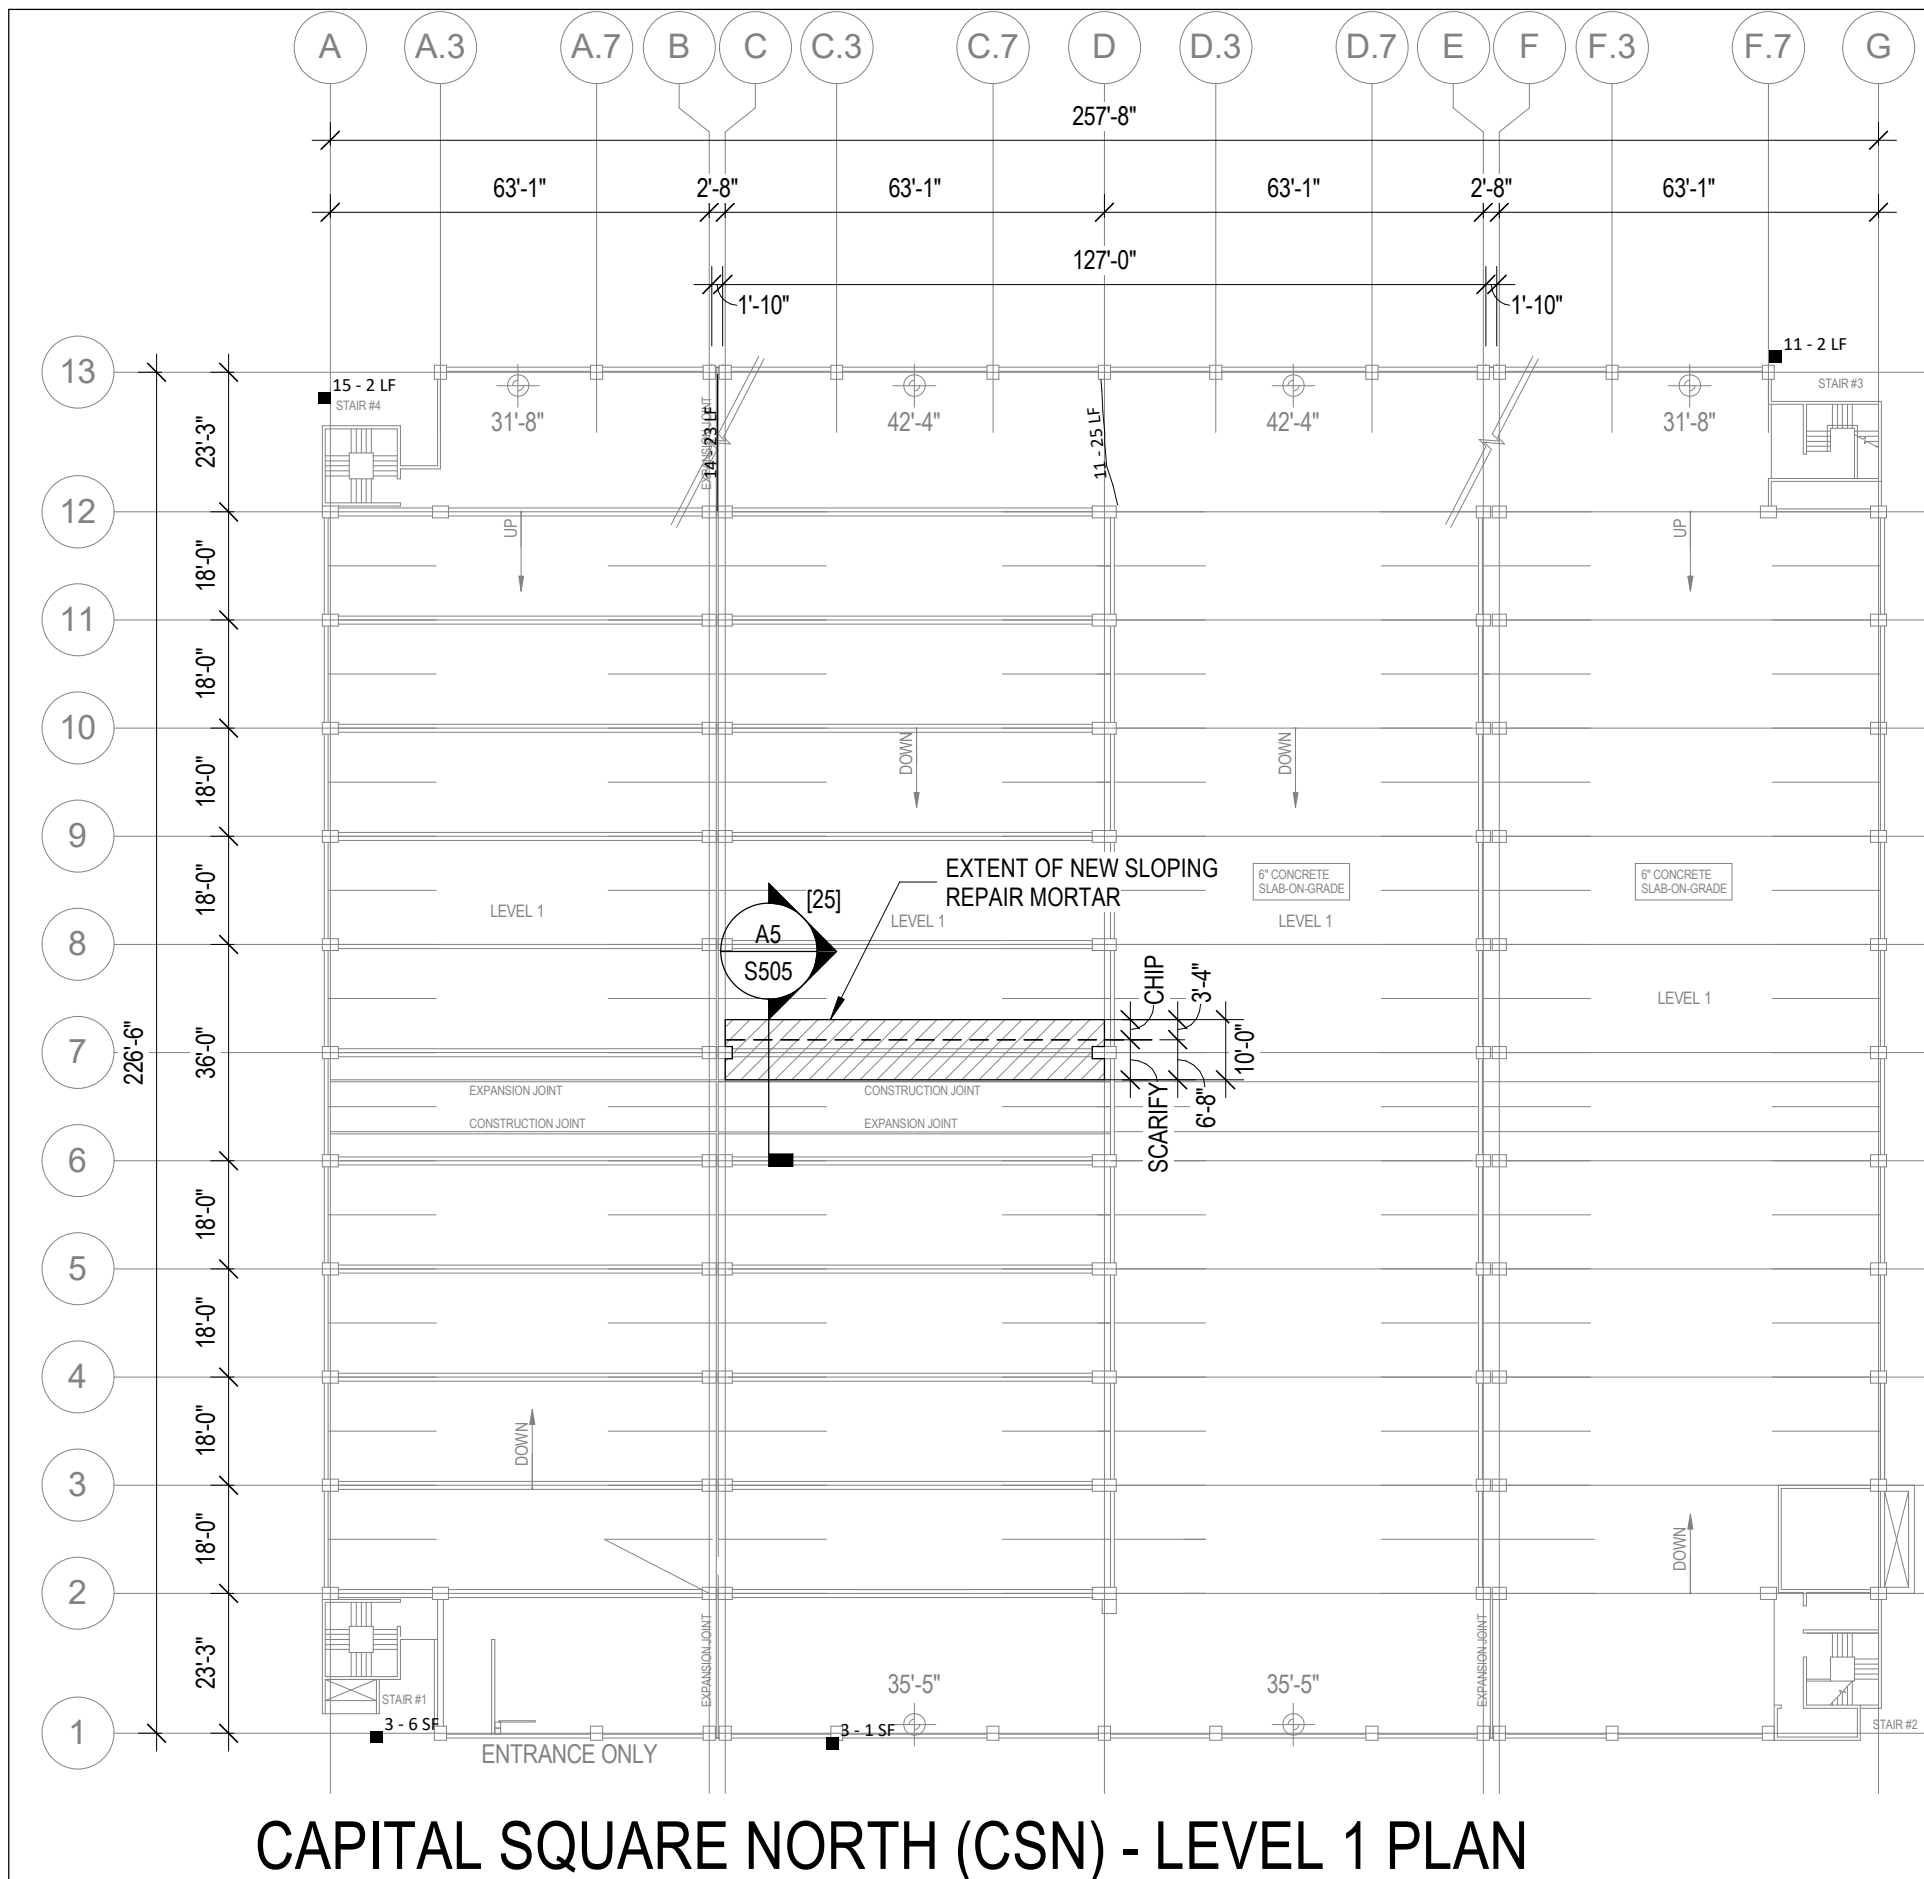 A A.3 A.7 B C C.3 C.7 D D.3 D.7 E F F.3 F.7 G
257'-8"
63'-1" 2'-8" 63'-1" 63'-1" 2'-8" 63'-1"
127'-0"
1'-10" 1'-10"
13
15 - 2 LF
STAIR #4
11 - 2 LF
STAIR #3
31'-8" 42'-4" 42'-4" 31'-8"
EXPANSION JOINT
14 - 23 LF
11 - 25 LF
23'-3"
12
UP
UP
18'-0"
11
18'-0"
10
DOWN
DOWN
18'-0"
9
EXTENT OF NEW SLOPING
REPAIR MORTAR
6" CONCRETE
SLAB-ON-GRADE
6" CONCRETE
SLAB-ON-GRADE
18'-0"
[25]
LEVEL 1
LEVEL 1
LEVEL 1
8
A5
S505
CHIP
3'-4"
LEVEL 1
7
226'-6"
36'-0"
10'-0"
EXPANSION JOINT
CONSTRUCTION JOINT
CONSTRUCTION JOINT
EXPANSION JOINT
SCARIFY
6'-8"
6
18'-0"
5
18'-0"
4
18'-0"
DOWN
3
18'-0"
DOWN
2
EXPANSION JOINT
EXPANSION JOINT
23'-3"
35'-5" 35'-5"
STAIR #1
3 - 6 SF
3 - 1 SF
STAIR #2
1
ENTRANCE ONLY
CAPITAL SQUARE NORTH (CSN) - LEVEL 1 PLAN